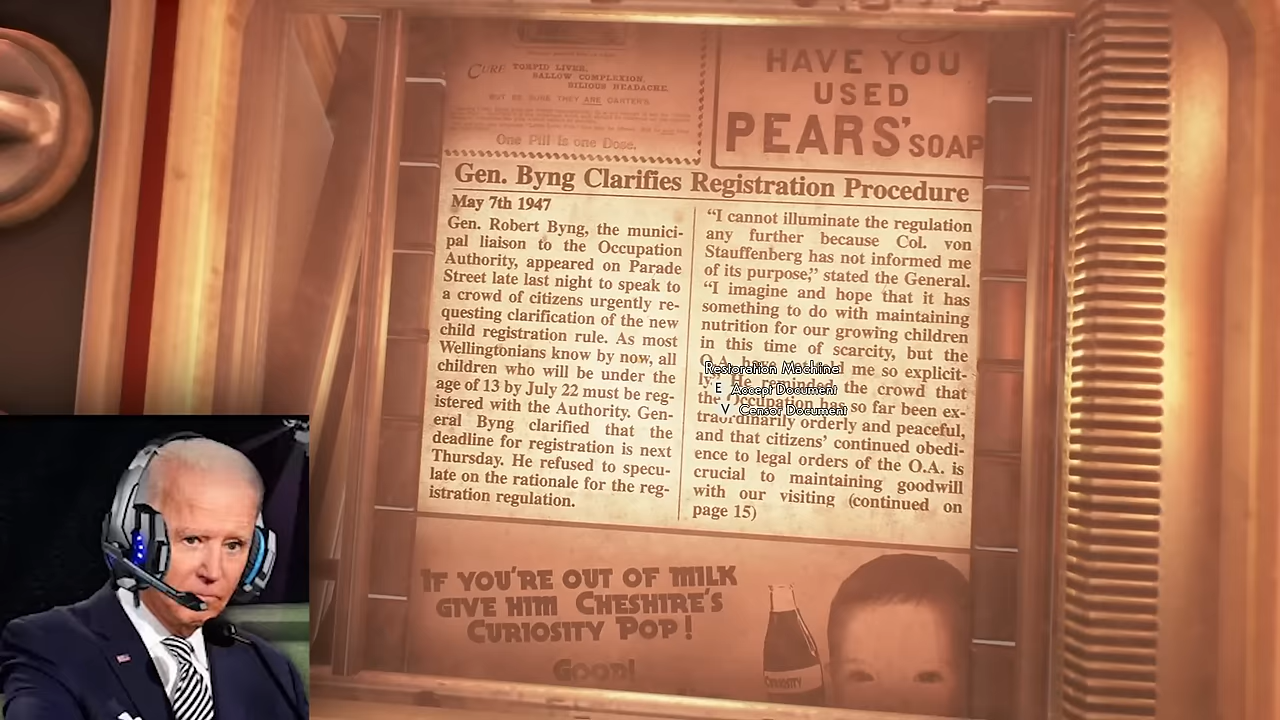 CURE TORPID LIVER,
SALLOW COMPLEXION,
BILIOUS HEADACHE.
BUT BE SURE THEY ARE CARTER'S.
One Pill is one Dose.
HAVE YOU
USED
PEARS' SOAP
Gen. Byng Clarifies Registration Procedure
May 7th 1947
Gen. Robert Byng, the munici-
pal liaison to the Occupation
Authority, appeared on Parade
Street late last night to speak to
a crowd of citizens urgently re-
questing clarification of the new
child registration rule. As most
Wellingtonians know by now, all
children who will be under the
age of 13 by July 22 must be reg-
istered with the Authority. Gen-
eral Byng clarified that the
deadline for registration is next
Thursday. He refused to specu-
late on the rationale for the reg-
istration regulation.
“I cannot illuminate the regulation
any further because Col. von
Stauffenberg has not informed me
of its purpose,” stated the General.
“I imagine and hope that it has
something to do with maintaining
nutrition for our growing children
in this time of scarcity, but the
O.A. me so explicit-
ly.” He reminded the crowd that
the Occupation has so far been ex-
traordinarily orderly and peaceful,
and that citizens’ continued obedi-
ence to legal orders of the O.A. is
crucial to maintaining goodwill
with our visiting (continued on
page 15)
Restoration Machine
E Accept Document
V Censor Document
IF YOU'RE OUT OF MILK
GIVE HIM CHESHIRE'S
CURIOSITY POP!
Good!
CURIOSITY